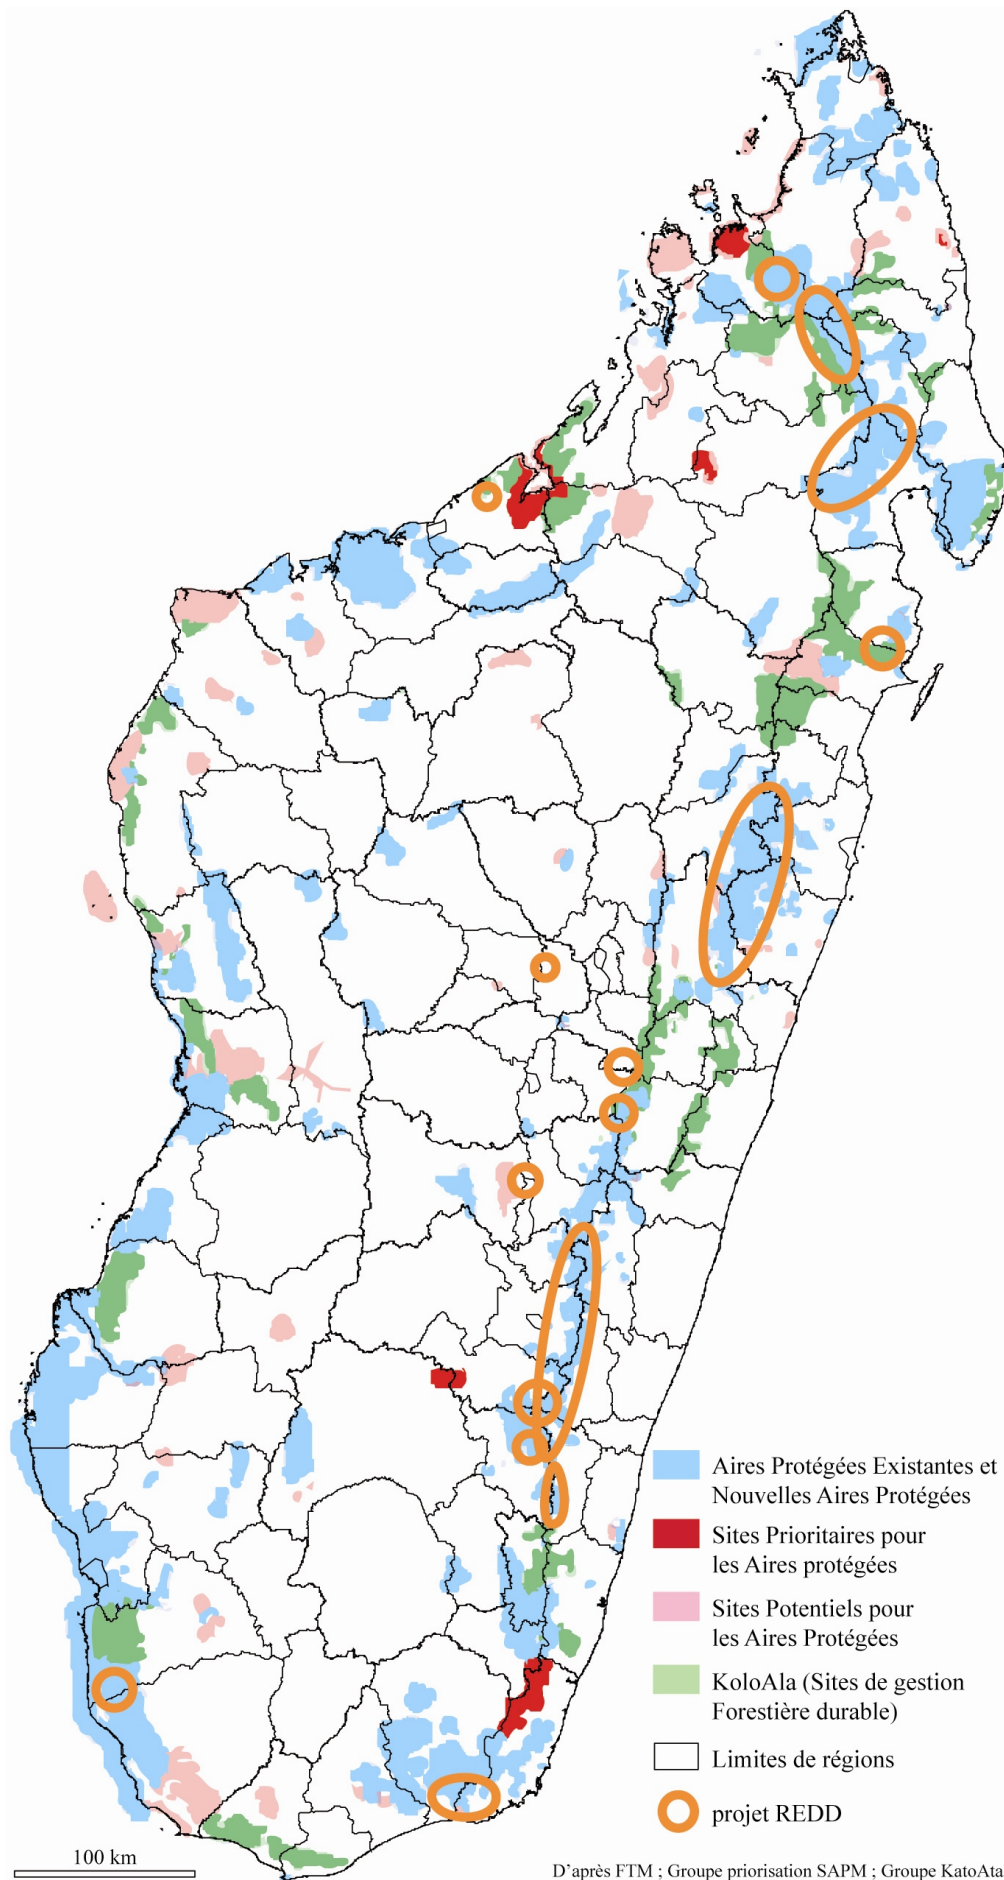 Aires Protégées Existantes et
Nouvelles Aires Protégées
Sites Prioritaires pour
les Aires protégées
Sites Potentiels pour
les Aires Protégées
KoloAla (Sites de gestion
Forestière durable)
Limites de régions
projet REDD
100 km
D'après FTM ; Groupe priorisation SAPM ; Groupe KatoAta